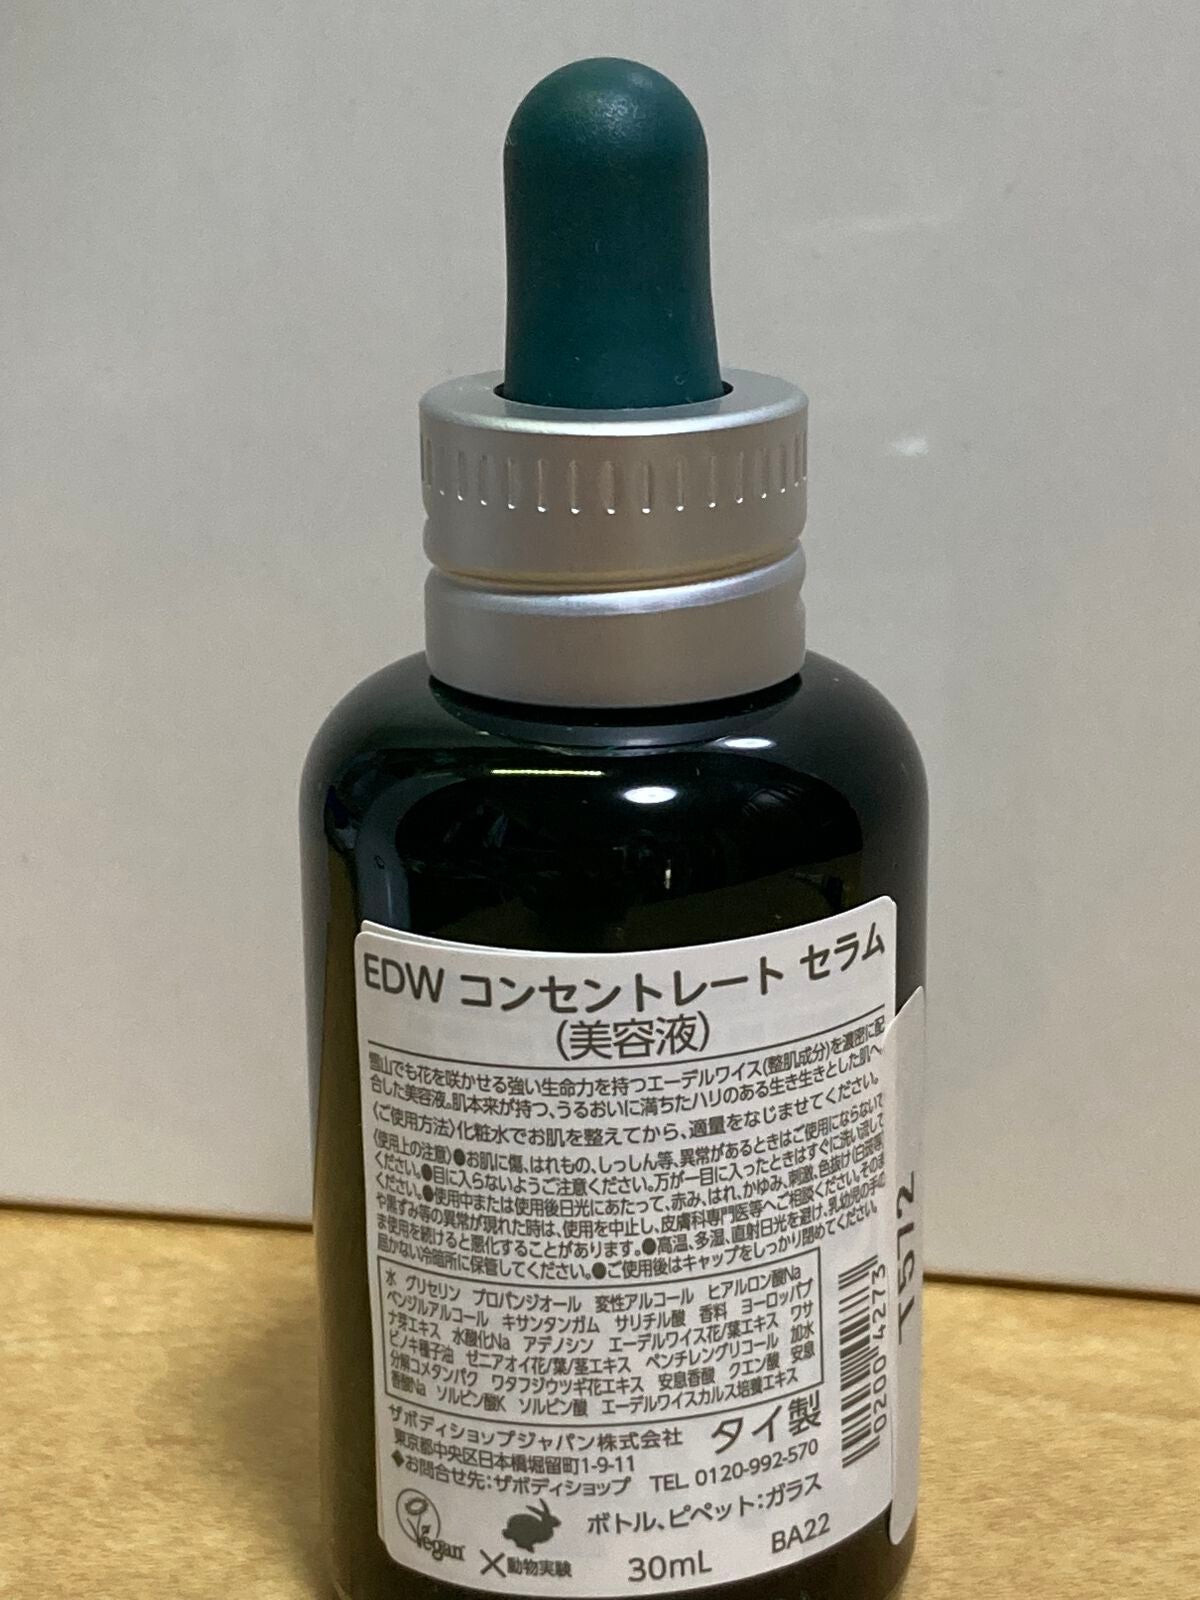 EDW コンセントレート セラム
(美容液)
雪山でも花を咲かせる強い生命力を持つエーデルワイス(整肌成分)を濃密に配
合した美容液。肌本来が持つ、うるおいに満ちたハリのある生き生きとした肌へ。
〈ご使用方法〉化粧水でお肌を整えてから、適量をなじませてください。
〈使用上の注意〉●お肌に傷、はれもの、しっしん等、異常があるときはご使用にならないで
ください。●目に入らないようご注意ください。万が一目に入ったときはすぐに洗い流して
ください。●使用中または使用後日光にあたって、赤み、はれ、かゆみ、刺激、色抜け(白斑等)
や黒ずみ等の異常が現れた時は、使用を中止し、皮膚科専門医等へご相談ください。そのま
ま使用を続けると悪化することがあります。●高温、多湿、直射日光を避け、乳幼児の手の
届かない冷暗所に保管してください。●ご使用後はキャップをしっかり閉めてください。
水 グリセリン プロパンジオール 変性アルコール ヒアルロン酸Na
ベンジルアルコール キサンタンガム サリチル酸 香料 ヨーロッパブ
ナ芽エキス 水酸化Na アデノシン エーデルワイス花/葉エキス ワサ
ビノキ種子油 ゼニアオイ花/葉/茎エキス ペンチレングリコール 加水
分解コメタンパク ワタフジウツギ花エキス 安息香酸 クエン酸 安息
香酸Na ソルビン酸K ソルビン酸 エーデルワイスカルス培養エキス
ザボディショップジャパン株式会社 タイ製
東京都中央区日本橋堀留町1-9-11
◆お問合せ先:ザボディショップ TEL 0120-992-570
Vegan ×動物実験 ボトル、ピペット:ガラス
30mL BA22
02004273
1512